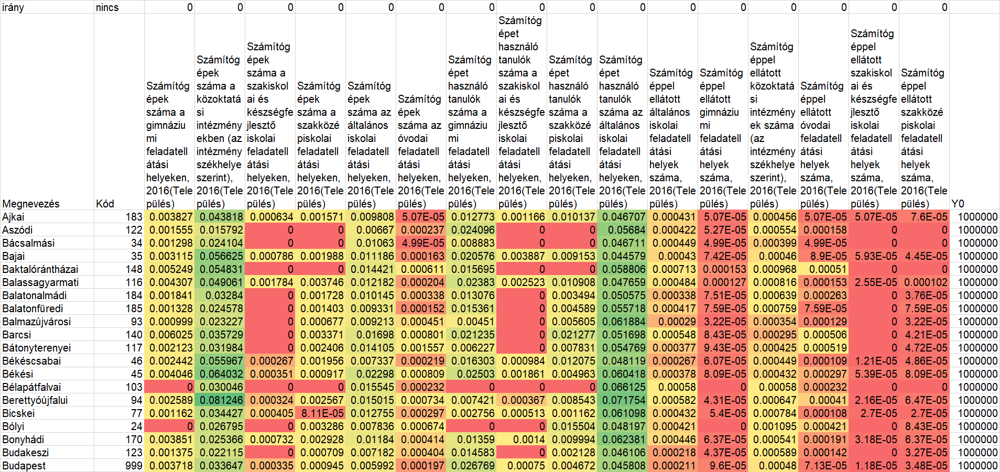 irány nincs 0 0 0 0 0 0 0 0 0 0 0 0 0 0 0 0
Számítóg
épet
Számítóg használó Számítóg
Számítóg tanulók éppel
épek Számítóg száma a Számítóg Számítóg Számítóg éppel ellátott
száma a épek száma a szakiskol épet szakiskol
Megnevezés
Kód
Számítógépek száma a gimnáziumi feladatellátási helyeken, 2016(Település)
Számítógépek száma a közoktatási intézményekben (az intézmény székhelye szerint), 2016(Település)
Számítógépek száma a szakiskolai és készségfejlesztő iskolai feladatellátási helyeken, 2016(Település)
Számítógépek száma a szakközépiskolai feladatellátási helyeken, 2016(Település)
Számítógépek száma az általános iskolai feladatellátási helyeken, 2016(Település)
Számítógépek száma az óvodai feladatellátási helyeken, 2016(Település)
Számítógépet használó tanulók száma a gimnáziumi feladatellátási helyeken, 2016(Település)
Számítógépet használó tanulók száma a szakiskolai és készségfejlesztő iskolai feladatellátási helyeken, 2016(Település)
Számítógépet használó tanulók száma a szakközépiskolai feladatellátási helyeken, 2016(Település)
Számítógépet használó tanulók száma az általános iskolai feladatellátási helyeken, 2016(Település)
Számítógéppel ellátott általános iskolai feladatellátási helyek száma, 2016(Település)
Számítógéppel ellátott gimnáziumi feladatellátási helyek száma, 2016(Település)
Számítógéppel ellátott közoktatási intézmények száma (az intézmény székhelye szerint), 2016(Település)
Számítógéppel ellátott óvodai feladatellátási helyek száma, 2016(Település)
Számítógéppel ellátott szakiskolai és készségfejlesztő iskolai feladatellátási helyek száma, 2016(Település)
Számítógéppel ellátott szakközépiskolai feladatellátási helyek száma, 2016(Település)
Y0
Ajkai 183 0.003827 0.043818 0.000634 0.001571 0.009808 5.07E-05 0.012773 0.001166 0.010137 0.046707 0.000431 5.07E-05 0.000456 5.07E-05 5.07E-05 7.6E-05 1000000
Aszódi 122 0.001555 0.015792 0 0 0.00667 0.000237 0.024096 0 0 0.05684 0.000422 5.27E-05 0.000554 0.000158 0 0 1000000
Bácsalmási 34 0.001298 0.024104 0 0 0.01063 4.99E-05 0.008883 0 0 0.046711 0.000449 4.99E-05 0.000399 4.99E-05 0 0 1000000
Bajai 35 0.003115 0.056625 0.000786 0.001988 0.011186 0.000163 0.020576 0.003887 0.009153 0.044579 0.00043 7.42E-05 0.00046 8.9E-05 5.93E-05 4.45E-05 1000000
Baktalórántházai 148 0.005249 0.054831 0 0 0.014421 0.000611 0.015695 0 0 0.058806 0.000713 0.000153 0.000968 0.00051 0 0 1000000
Balassagyarmati 116 0.004307 0.049061 0.001784 0.003746 0.012182 0.000204 0.02383 0.002523 0.010908 0.047659 0.000484 0.000127 0.000816 0.000153 2.55E-05 0.000102 1000000
Balatonalmádi 184 0.001841 0.03284 0 0.001728 0.010145 0.000338 0.013076 0 0.003494 0.050575 0.000338 7.51E-05 0.000639 0.000263 0 3.76E-05 1000000
Balatonfüredi 185 0.001328 0.024578 0 0.001403 0.009331 0.000152 0.015361 0 0.004589 0.055718 0.000417 7.59E-05 0.000759 7.59E-05 0 7.59E-05 1000000
Balmazújvárosi 93 0.000999 0.023227 0 0.000677 0.009213 0.000451 0.00451 0 0.005605 0.061884 0.00029 3.22E-05 0.000354 0.000129 0 3.22E-05 1000000
Barcsi 140 0.006025 0.035729 0 0.003371 0.01698 0.000801 0.021235 0 0.021277 0.051698 0.000548 8.43E-05 0.000295 0.000506 0 4.21E-05 1000000
Bátonyterenyei 117 0.002123 0.031984 0 0.002406 0.014105 0.001557 0.006227 0 0.007831 0.054769 0.000377 9.43E-05 0.000425 0.000519 0 4.72E-05 1000000
Békéscsabai 46 0.002442 0.055967 0.000267 0.001956 0.007337 0.000219 0.016303 0.000984 0.012075 0.048119 0.000267 6.07E-05 0.000449 0.000109 1.21E-05 4.86E-05 1000000
Békési 45 0.004046 0.064032 0.000351 0.000917 0.02298 0.000809 0.02503 0.001861 0.004963 0.060418 0.000378 8.09E-05 0.000432 0.000297 5.39E-05 8.09E-05 1000000
Bélapátfalvai 103 0 0.030046 0 0 0.015545 0.000232 0 0 0 0.066125 0.00058 0 0.00058 0.000232 0 0 1000000
Berettyóújfalui 94 0.002589 0.081246 0.000324 0.002567 0.015015 0.000734 0.007421 0.000367 0.008543 0.071754 0.000582 4.31E-05 0.000647 0.00041 2.16E-05 6.47E-05 1000000
Bicskei 77 0.001162 0.034427 0.000405 8.11E-05 0.012755 0.000297 0.002756 0.000513 0.001162 0.061098 0.000432 5.4E-05 0.000784 0.000108 2.7E-05 2.7E-05 1000000
Bólyi 24 0 0.026795 0 0.003286 0.007836 0.000674 0 0 0.015504 0.048197 0.000421 0 0.001095 0.000421 0 8.43E-05 1000000
Bonyhádi 170 0.003851 0.025366 0.000732 0.002928 0.01184 0.000414 0.01359 0.0014 0.009994 0.062381 0.000446 6.37E-05 0.000541 0.000191 3.18E-05 6.37E-05 1000000
Budakeszi 123 0.001375 0.022115 0 0.000709 0.007182 0.000404 0.014583 0 0.002128 0.046106 0.000218 4.37E-05 0.000589 0.000142 0 3.27E-05 1000000
Budapest 999 0.003718 0.033647 0.000335 0.000945 0.005992 0.000197 0.026769 0.00075 0.004672 0.045808 0.000211 9.6E-05 0.00048 7.13E-05 1.18E-05 3.48E-05 1000000